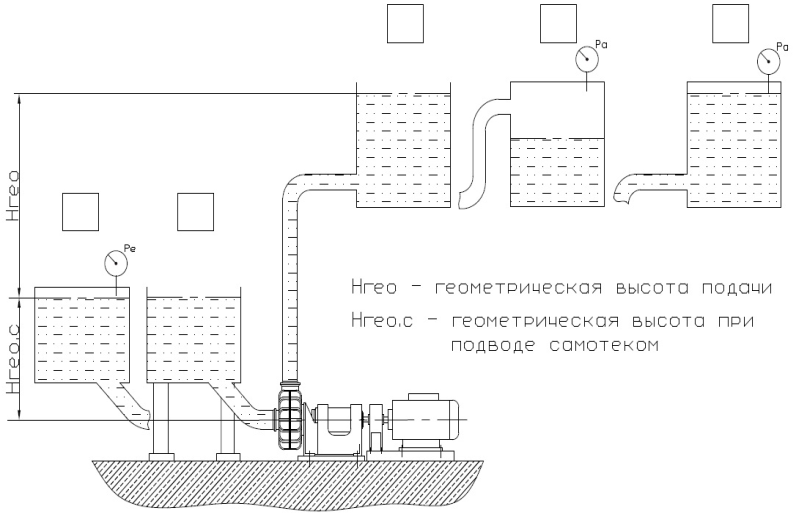 Pa
Pa
Hгео
Pe
Hгео - геометрическая высота подачи
Hгео.с - геометрическая высота при
подводе самотеком
Hгео.с